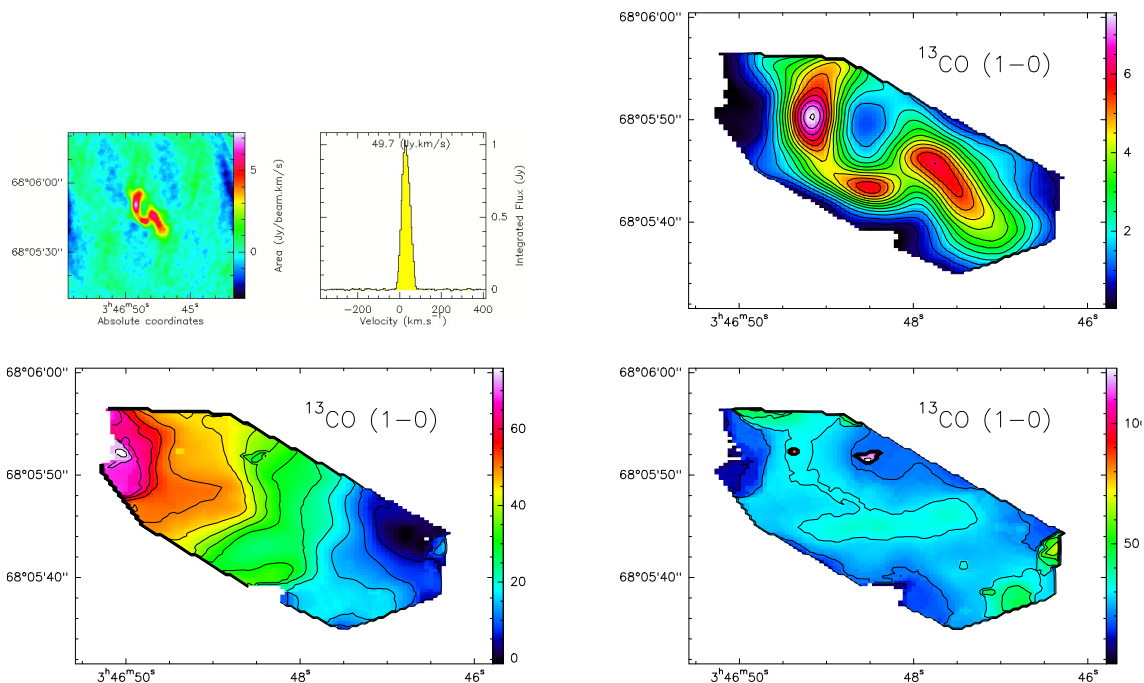 68°06'00''
68°05'30''
3ʰ46ᵐ50ˢ 45ˢ
Absolute coordinates
5
0
Area (Jy/beam.km/s)
49.7 (Jy.km/s)
1
0.5
0
Integrated Flux (Jy)
−200 0 200 400
Velocity (km.s⁻¹)
68°06'00''
68°05'50''
68°05'40''
¹³CO (1−0)
6
4
2
3ʰ46ᵐ50ˢ 48ˢ 46ˢ
68°06'00''
68°05'50''
68°05'40''
¹³CO (1−0)
60
40
20
0
3ʰ46ᵐ50ˢ 48ˢ 46ˢ
68°06'00''
68°05'50''
68°05'40''
¹³CO (1−0)
50
3ʰ46ᵐ50ˢ 48ˢ 46ˢ